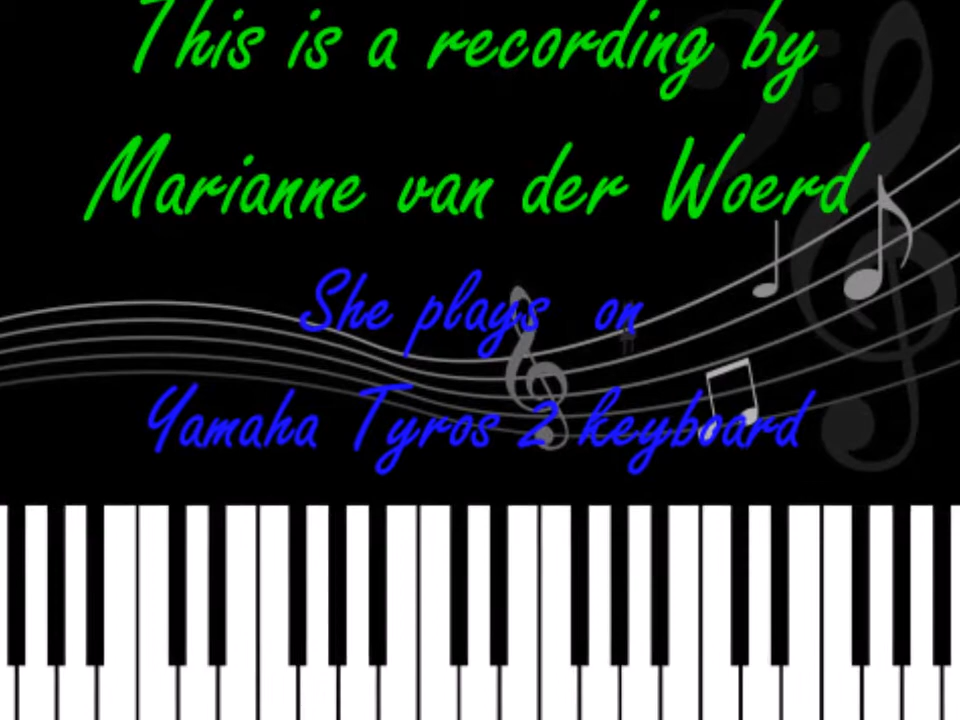 This is a recording by
Marianne van der Woerd
She plays on
Yamaha Tyros 2 keyboard